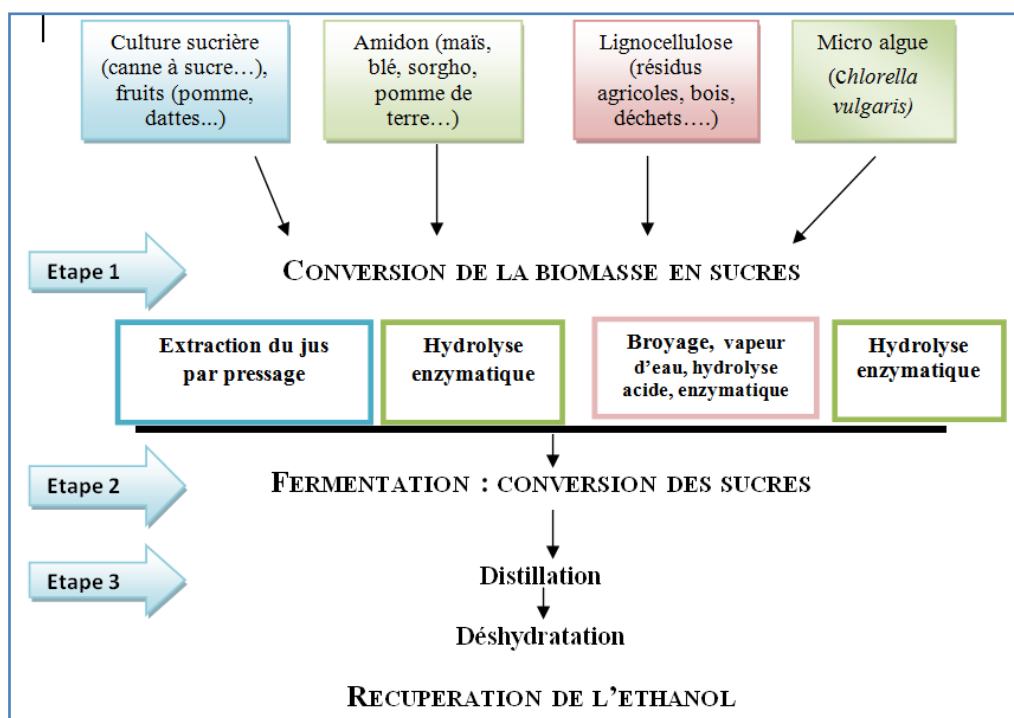 Culture sucrière
(canne à sucre…),
fruits (pomme,
dattes...)
Amidon (maïs,
blé, sorgho,
pomme de
terre…)
Lignocellulose
(résidus
agricoles, bois,
déchets….)
Micro algue
(chlorella
vulgaris)
Etape 1
CONVERSION DE LA BIOMASSE EN SUCRES
Extraction du jus
par pressage
Hydrolyse
enzymatique
Broyage, vapeur
d'eau, hydrolyse
acide, enzymatique
Hydrolyse
enzymatique
Etape 2
FERMENTATION : CONVERSION DES SUCRES
Etape 3
Distillation
Déshydratation
RECUPERATION DE L'ETHANOL